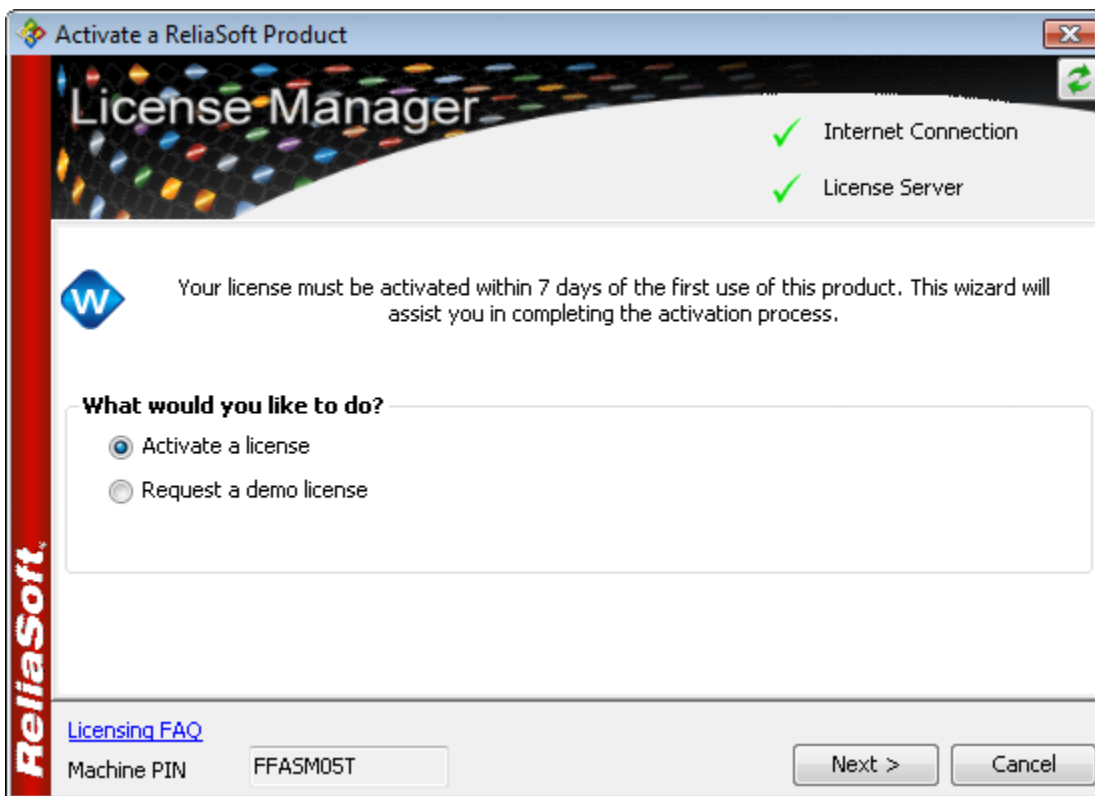 Activate a ReliaSoft Product
License Manager
Internet Connection
License Server
W
Your license must be activated within 7 days of the first use of this product. This wizard will
assist you in completing the activation process.
What would you like to do?
Activate a license
Request a demo license
ReliaSoft
Licensing FAQ
Machine PIN
FFASM05T
Next >
Cancel